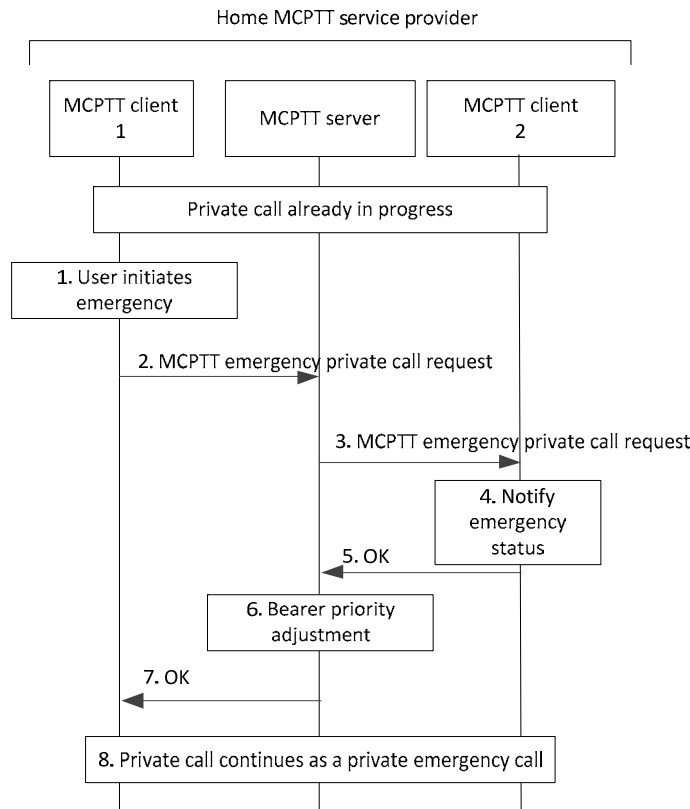 Home MCPTT service provider
MCPTT client
1
MCPTT server
MCPTT client
2
Private call already in progress
1. User initiates
emergency
2. MCPTT emergency private call request
3. MCPTT emergency private call request
4. Notify
emergency
status
5. OK
6. Bearer priority
adjustment
7. OK
8. Private call continues as a private emergency call